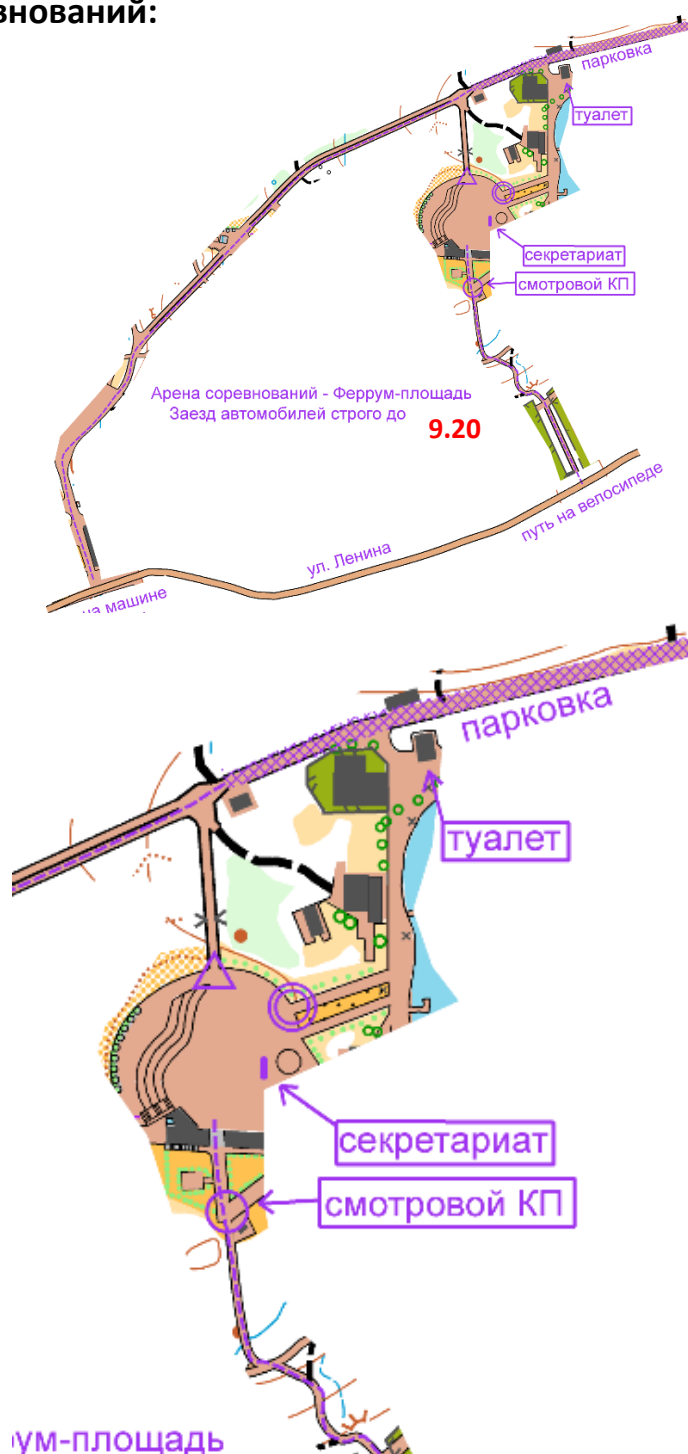 внований:
парковка
туалет
секретариат
смотровой КП
Арена соревнований - Феррум-площадь
Заезд автомобилей строго до 9.20
путь на велосипеде
ул. Ленина
на машине
парковка
туалет
секретариат
смотровой КП
ум-площадь